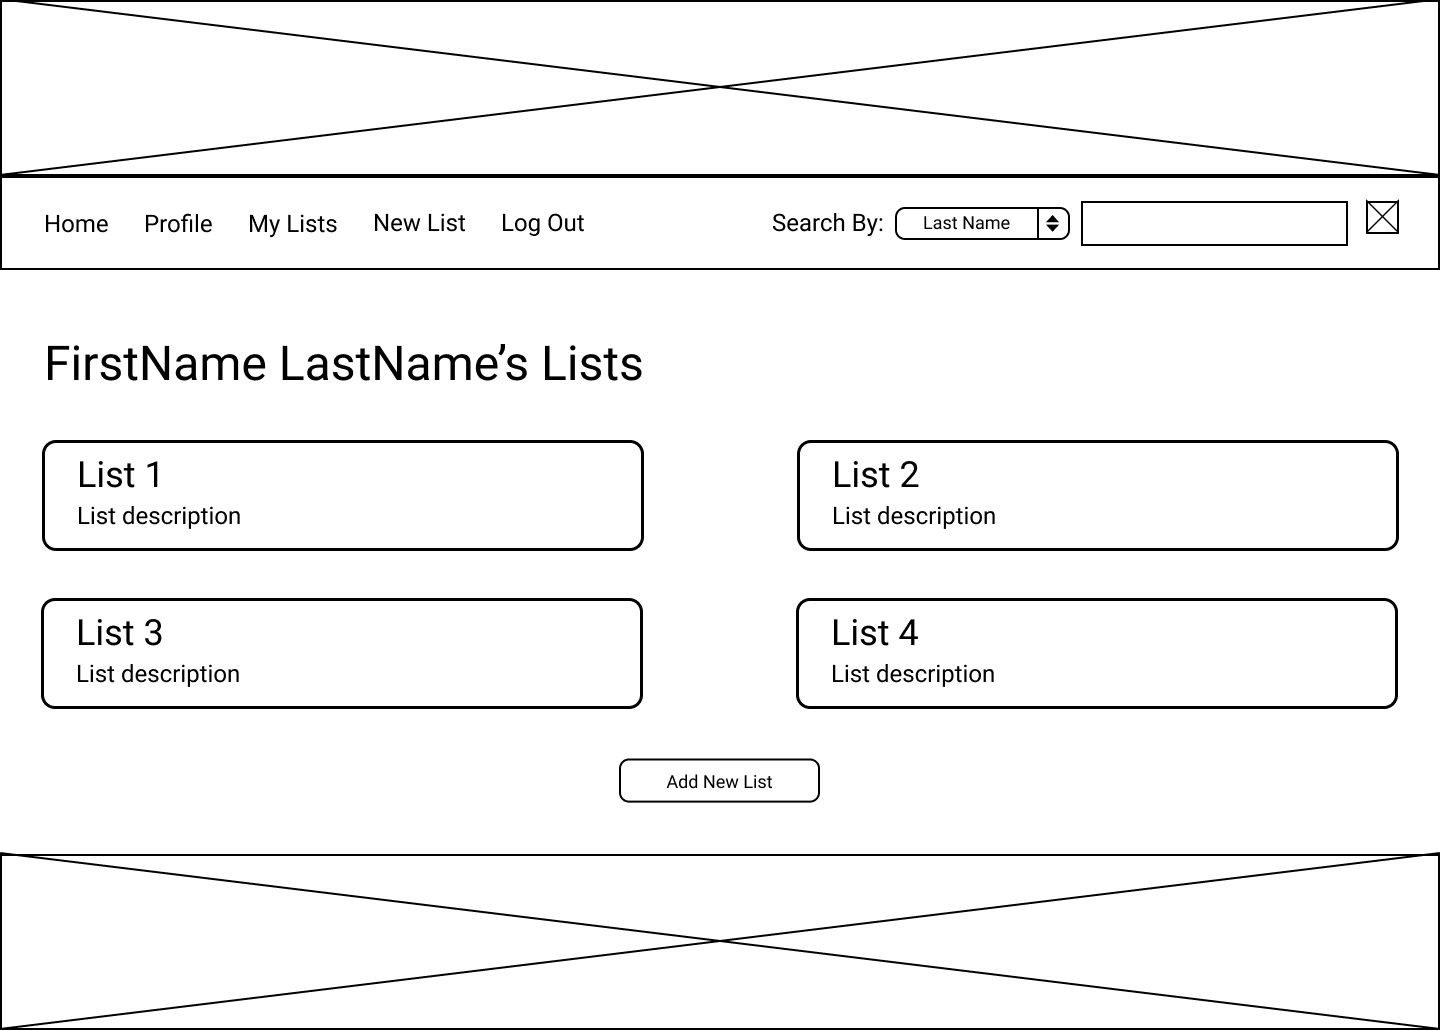 Home Profile My Lists New List Log Out Search By: Last Name
FirstName LastName’s Lists
List 1
List description
List 2
List description
List 3
List description
List 4
List description
Add New List